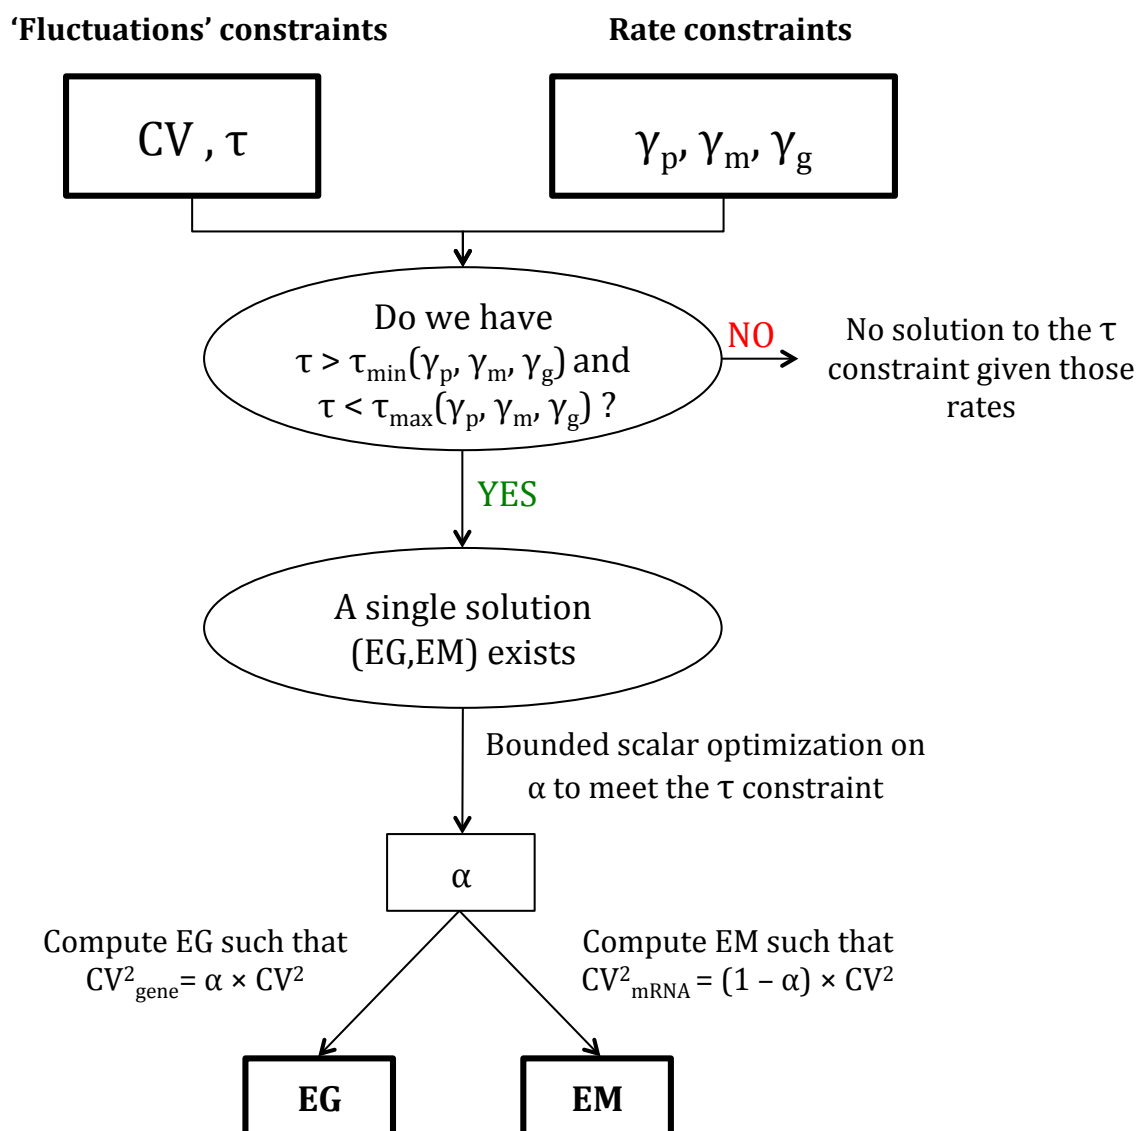 ‘Fluctuations’ constraints
Rate constraints
CV , τ
γp, γm, γg
Do we have
τ > τmin(γp, γm, γg) and
τ < τmax(γp, γm, γg) ?
NO
No solution to the τ
constraint given those
rates
YES
A single solution
(EG,EM) exists
Bounded scalar optimization on
α to meet the τ constraint
α
Compute EG such that
CV²gene= α × CV²
Compute EM such that
CV²mRNA = (1 – α) × CV²
EG
EM